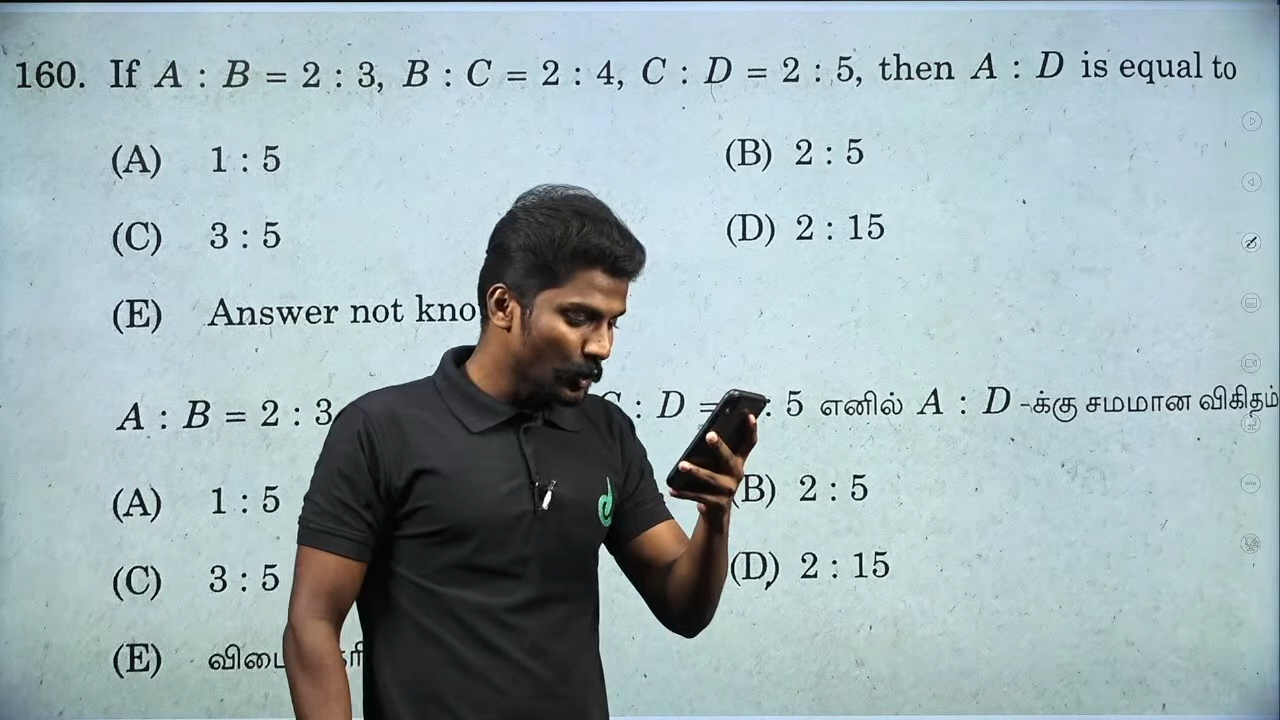 160. If A : B = 2 : 3, B : C = 2 : 4, C : D = 2 : 5, then A : D is equal to
(A) 1 : 5
(B) 2 : 5
(C) 3 : 5
(D) 2 : 15
(E) Answer not
A : B = 2 : 3 : D = : 5 எனில் A : D -க்கு சமமான விகிதம்
(A) 1 : 5
(B) 2 : 5
(C) 3 : 5
(D) 2 : 15
(E)